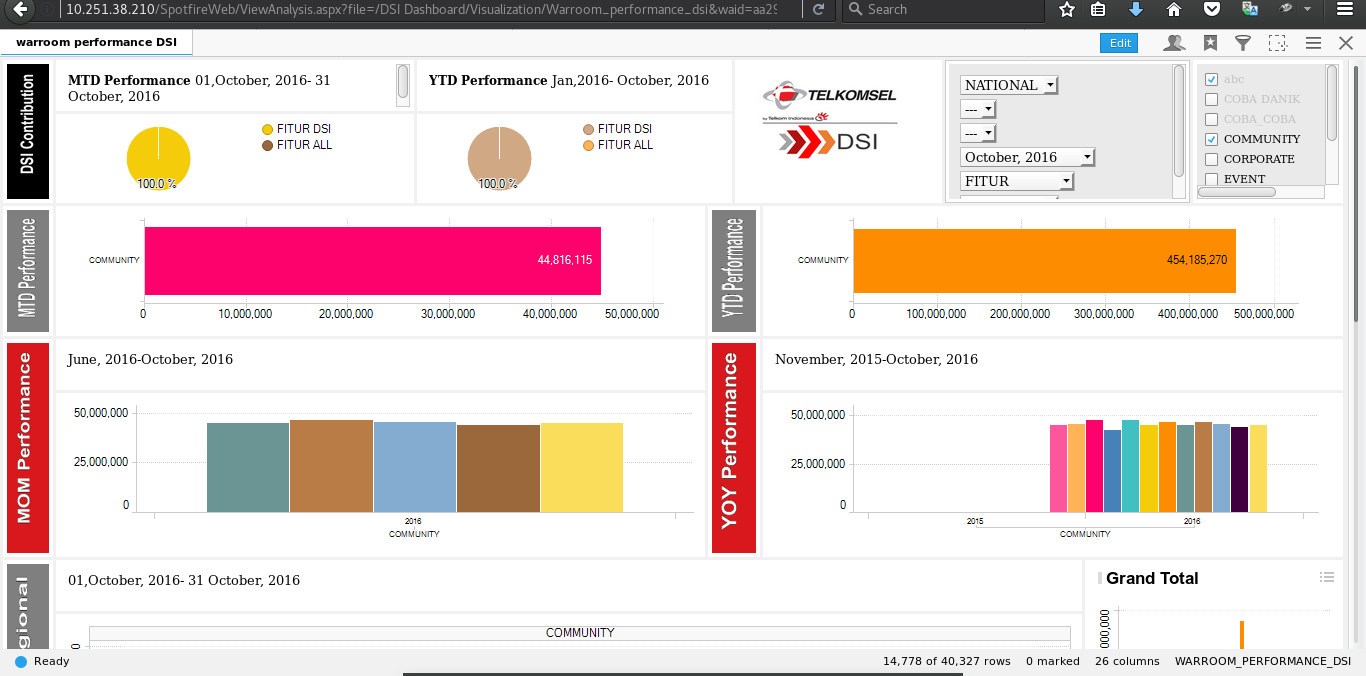 10.251.38.210/SpotfireWeb/ViewAnalysis.aspx?file=/DSI Dashboard/Visualization/Warroom_performance_dsi&waid=aa29
Search
warroom performance DSI
Edit
DSI Contribution
MTD Performance 01,October, 2016- 31
October, 2016
FITUR DSI
FITUR ALL
100.0 %
YTD Performance Jan,2016- October, 2016
FITUR DSI
FITUR ALL
100.0 %
TELKOMSEL
by Telkom Indonesia
DSI
NATIONAL
---
---
October, 2016
FITUR
abc
COBA DANIK
COBA_COBA
COMMUNITY
CORPORATE
EVENT
MTD Performance
COMMUNITY
44,816,115
0 10,000,000 20,000,000 30,000,000 40,000,000 50,000,000
YTD Performance
COMMUNITY
454,185,270
0 100,000,000 200,000,000 300,000,000 400,000,000 500,000,000
MOM Performance
June, 2016-October, 2016
50,000,000
25,000,000
0
2016
COMMUNITY
YOY Performance
November, 2015-October, 2016
50,000,000
25,000,000
0
2015 2016
COMMUNITY
gional
01,October, 2016- 31 October, 2016
COMMUNITY
0
Grand Total
000,000
Ready
14,778 of 40,327 rows 0 marked 26 columns WARROOM_PERFORMANCE_DSI